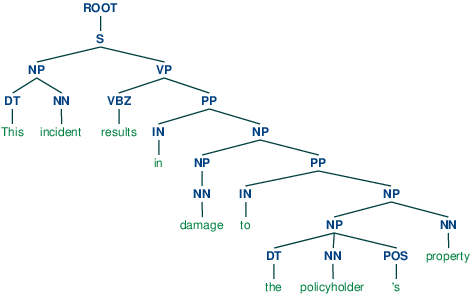 ROOT
S
NP VP
DT NN VBZ PP
This incident results IN NP
in NP PP
NN IN NP
damage to NP NN
DT NN POS property
the policyholder 's